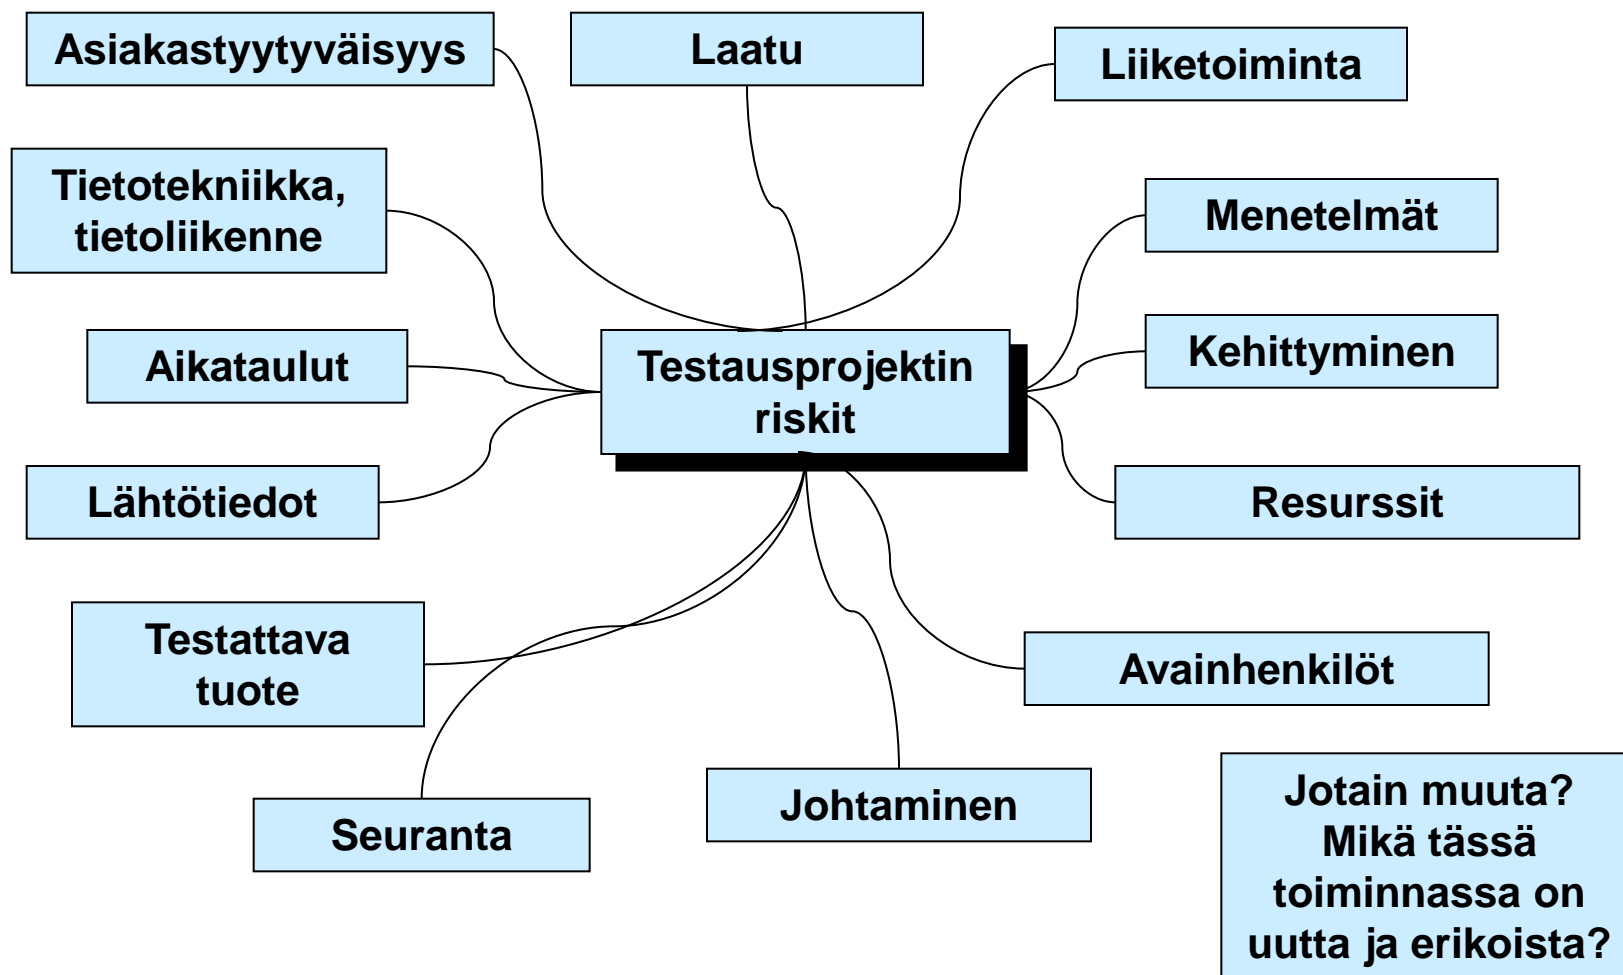 Asiakastyytyväisyys
Laatu
Liiketoiminta
Tietotekniikka,
tietoliikenne
Menetelmät
Aikataulut
Testausprojektin
riskit
Kehittyminen
Lähtötiedot
Resurssit
Testattava
tuote
Avainhenkilöt
Seuranta
Johtaminen
Jotain muuta?
Mikä tässä
toiminnassa on
uutta ja erikoista?